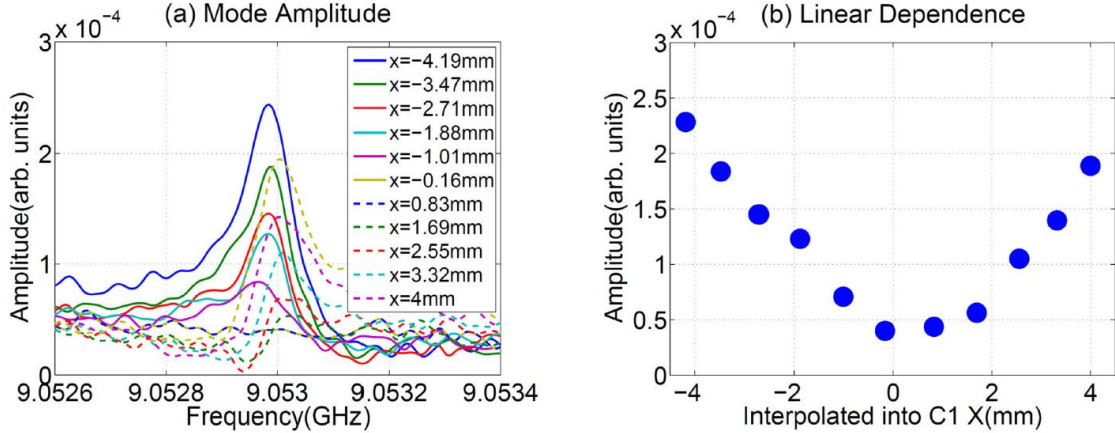 (a) Mode Amplitude
3 x 10^−4
2
1
0
Amplitude(arb. units)
x=−4.19mm
x=−3.47mm
x=−2.71mm
x=−1.88mm
x=−1.01mm
x=−0.16mm
x=0.83mm
x=1.69mm
x=2.55mm
x=3.32mm
x=4mm
9.0526 9.0528 9.053 9.0532 9.0534
Frequency(GHz)
(b) Linear Dependence
3 x 10^−4
2.5
2
1.5
1
0.5
0
Amplitude(arb. units)
−4 −2 0 2 4
Interpolated into C1 X(mm)